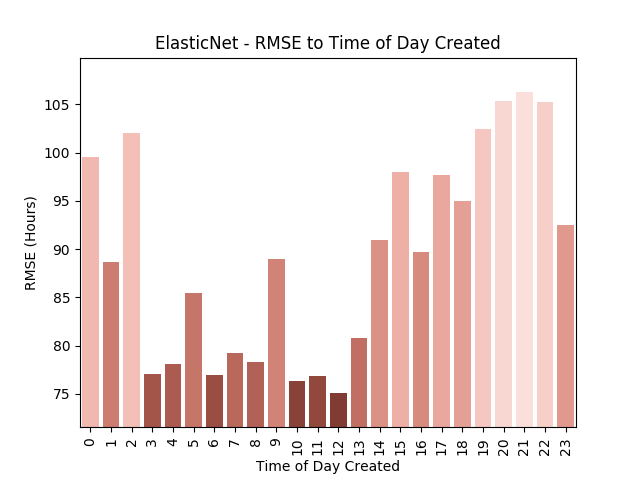 ElasticNet - RMSE to Time of Day Created
RMSE (Hours)
105
100
95
90
85
80
75
0 1 2 3 4 5 6 7 8 9 10 11 12 13 14 15 16 17 18 19 20 21 22 23
Time of Day Created